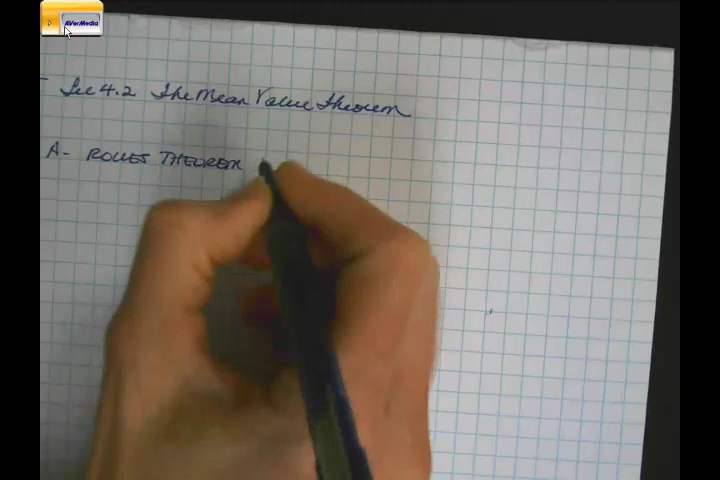 AVerMedia
Sec 4.2 The Mean Value Theorem
A- ROLLES THEOREM